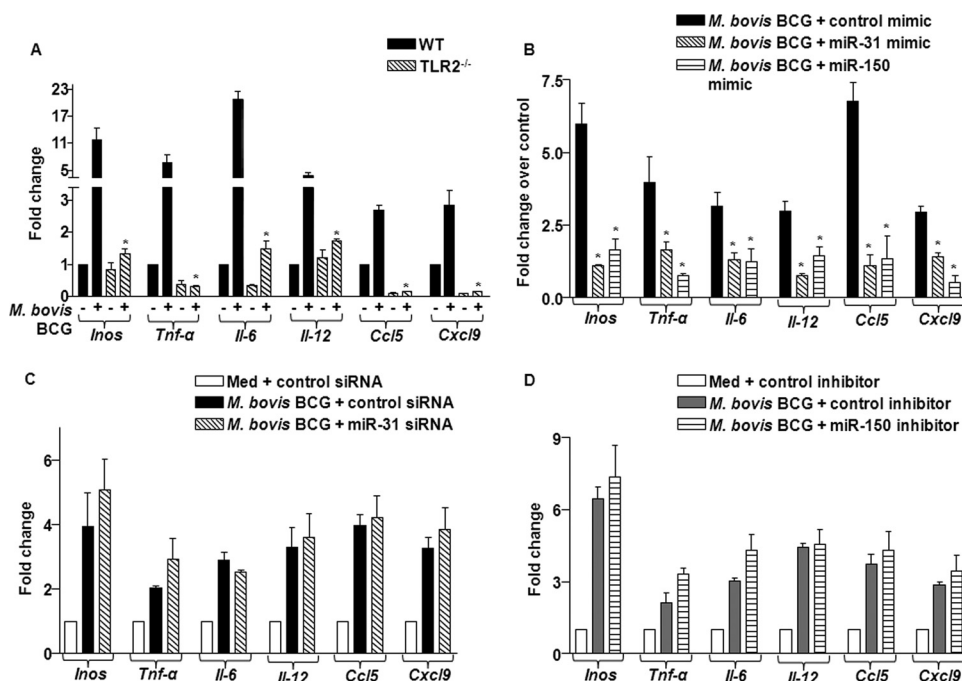 A
WT
TLR2-/-
Fold change
23
17
11
5
3
2
1
0
* * * * * *
M. bovis BCG
- + - + - + - + - + - + - + - + - + - + - + - +
Inos Tnf-α Il-6 Il-12 Ccl5 Cxcl9
B
M. bovis BCG + control mimic
M. bovis BCG + miR-31 mimic
M. bovis BCG + miR-150
mimic
Fold change over control
7.5
5.0
2.5
0.0
* * * * * * * * * * * *
Inos Tnf-α Il-6 Il-12 Ccl5 Cxcl9
C
Med + control siRNA
M. bovis BCG + control siRNA
M. bovis BCG + miR-31 siRNA
Fold change
6
4
2
0
Inos Tnf-α Il-6 Il-12 Ccl5 Cxcl9
D
Med + control inhibitor
M. bovis BCG + control inhibitor
M. bovis BCG + miR-150 inhibitor
Fold change
9
6
3
0
Inos Tnf-α Il-6 Il-12 Ccl5 Cxcl9